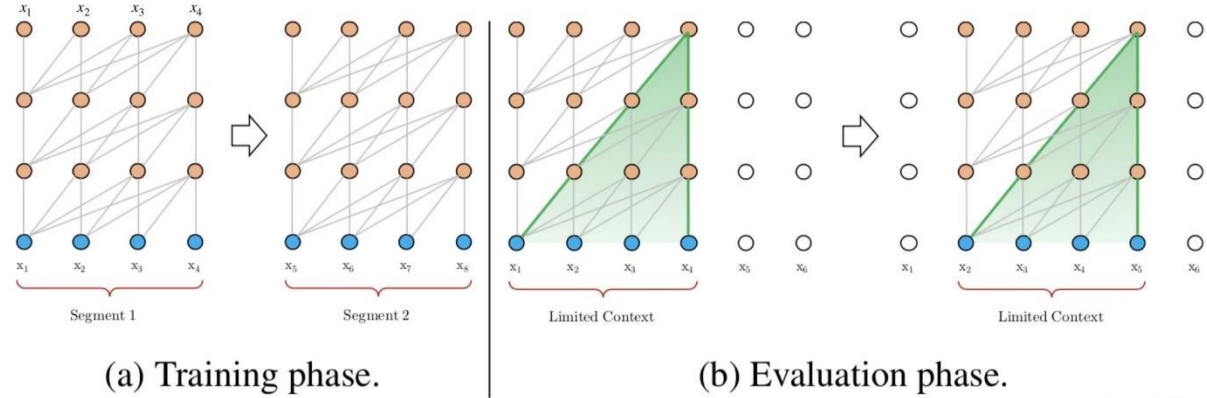 x₁ x₂ x₃ x₄
x₁ x₂ x₃ x₄
Segment 1
x₅ x₆ x₇ x₈
Segment 2
(a) Training phase.
x₁ x₂ x₃ x₄ x₅ x₆
Limited Context
x₁ x₂ x₃ x₄ x₅ x₆
Limited Context
(b) Evaluation phase.